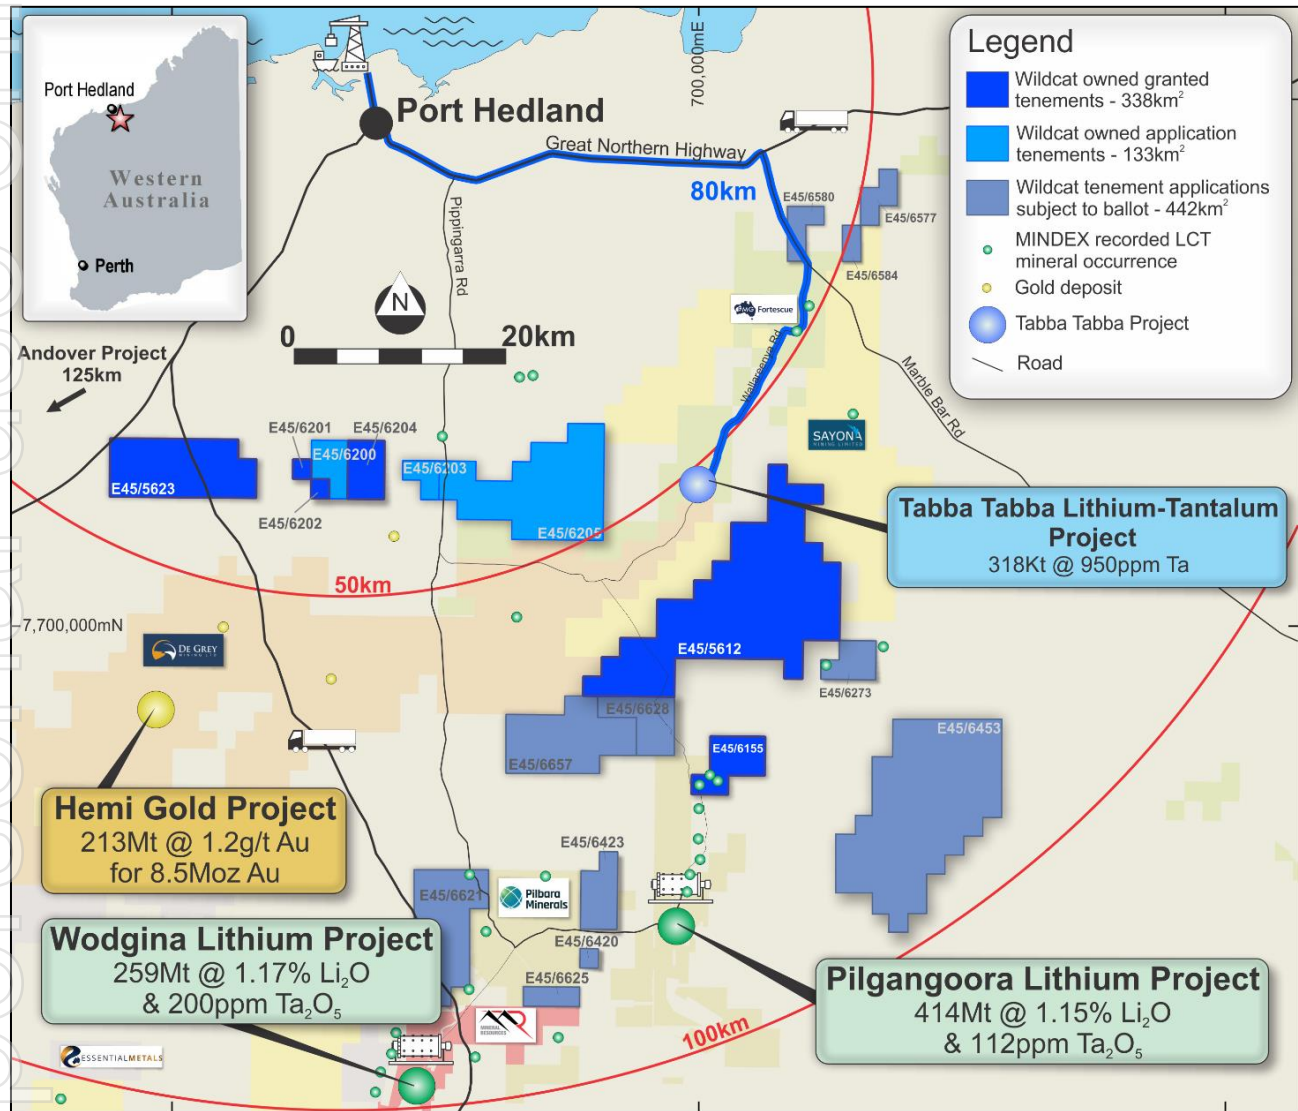 Port Hedland
Western
Australia
Perth
Port Hedland
Great Northern Highway
80km
700,000mE
Legend
Wildcat owned granted
tenements - 338km²
Wildcat owned application
tenements - 133km²
Wildcat tenement applications
subject to ballot - 442km²
MINDEX recorded LCT
mineral occurrence
Gold deposit
Tabba Tabba Project
Road
Pippingarra Rd
N
0
20km
Andover Project
125km
E45/6580
E45/6577
E45/6584
FMG Fortescue
Wallareenya Rd
Marble Bar Rd
SAYONA
MINING LIMITED
E45/5623
E45/6201
E45/6204
E45/6200
E45/6202
E45/6203
E45/6205
Tabba Tabba Lithium-Tantalum
Project
318Kt @ 950ppm Ta
50km
7,700,000mN
DE GREY
MINING LTD
E45/5612
E45/6273
E45/6628
E45/6657
E45/6155
E45/6453
Hemi Gold Project
213Mt @ 1.2g/t Au
for 8.5Moz Au
E45/6423
E45/6621
Pilbara
Minerals
Wodgina Lithium Project
259Mt @ 1.17% Li₂O
& 200ppm Ta₂O₅
E45/6420
E45/6625
Pilgangoora Lithium Project
414Mt @ 1.15% Li₂O
& 112ppm Ta₂O₅
MINERAL
RESOURCES
100km
ESSENTIALMETALS